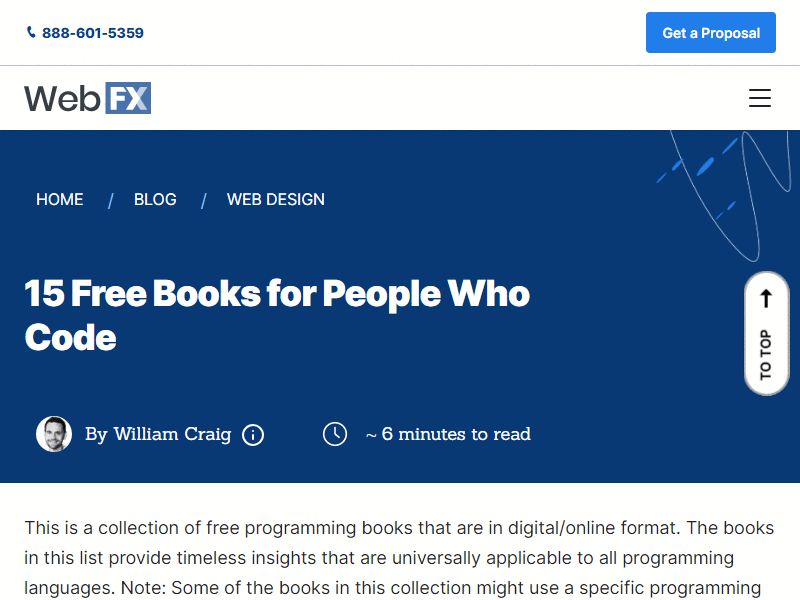 888-601-5359
Get a Proposal
WebFX
HOME / BLOG / WEB DESIGN
15 Free Books for People Who
Code
TO TOP
By William Craig
~ 6 minutes to read
This is a collection of free programming books that are in digital/online format. The books
in this list provide timeless insights that are universally applicable to all programming
languages. Note: Some of the books in this collection might use a specific programming